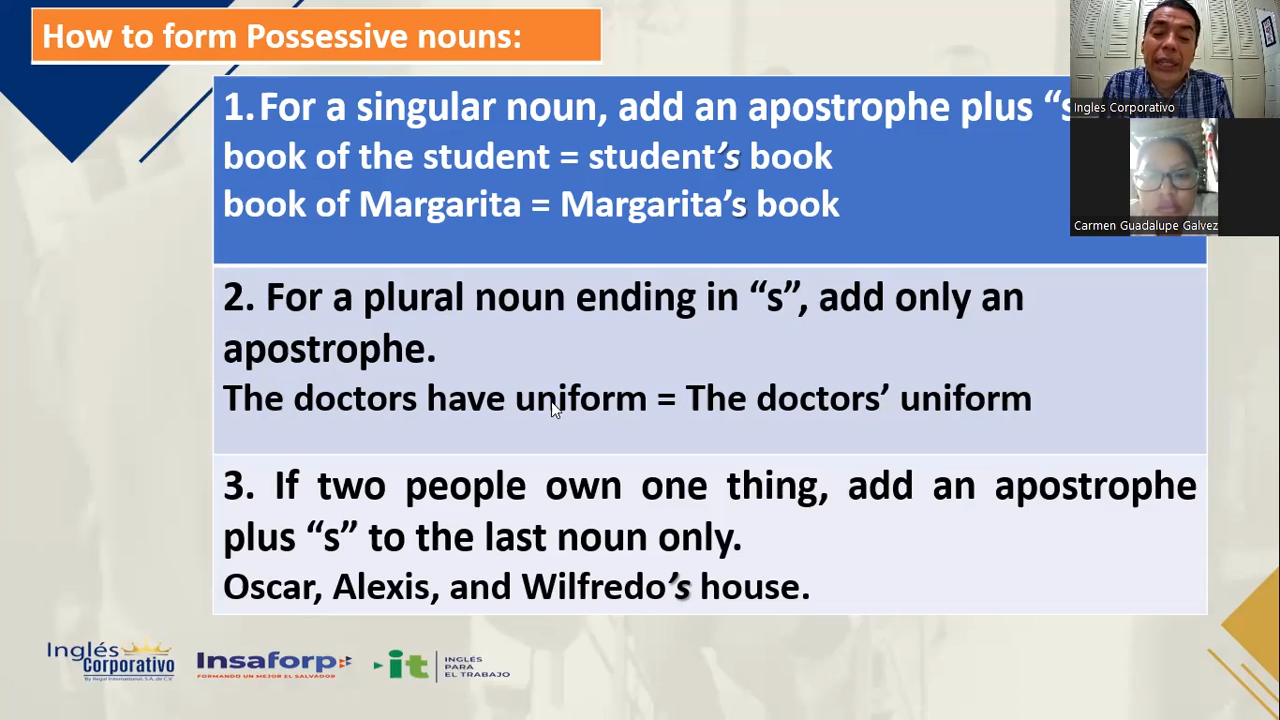 How to form Possessive nouns:
1. For a singular noun, add an apostrophe plus “s
book of the student = student’s book
book of Margarita = Margarita’s book
2. For a plural noun ending in “s”, add only an
apostrophe.
The doctors have uniform = The doctors’ uniform
3. If two people own one thing, add an apostrophe
plus “s” to the last noun only.
Oscar, Alexis, and Wilfredo’s house.
Ingles Corporativo
Carmen Guadalupe Galvez
Inglés
Corporativo
By Regal International, S.A. de C.V.
Insaforp
FORMANDO UN MEJOR EL SALVADOR
it
INGLÉS
PARA
EL TRABAJO